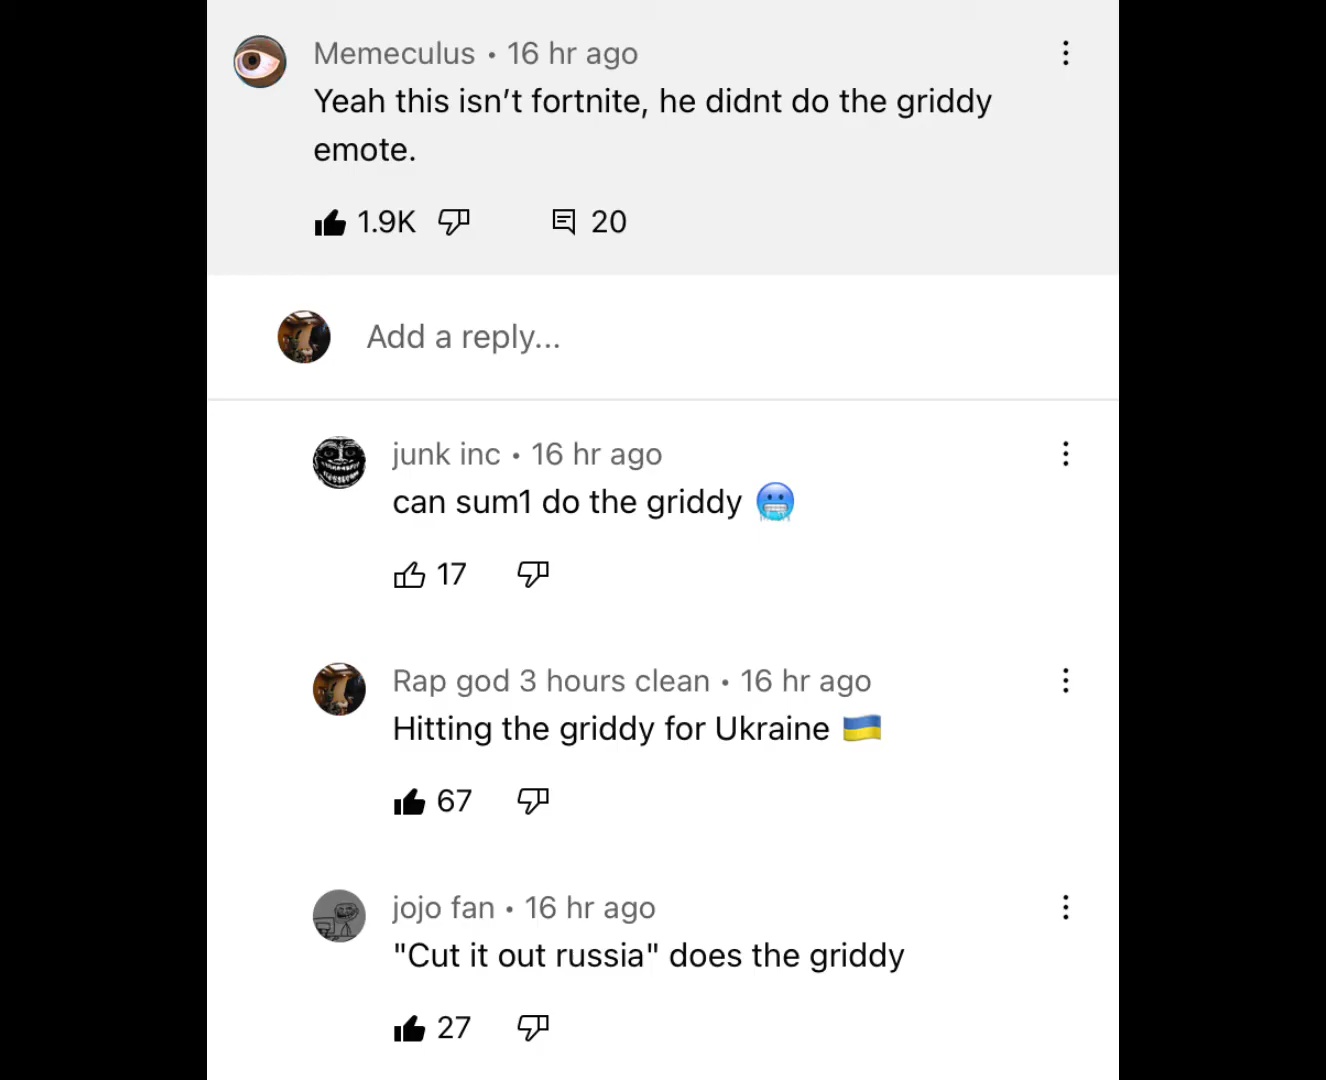 Memeculus • 16 hr ago
Yeah this isn’t fortnite, he didnt do the griddy
emote.
1.9K 20
Add a reply...
junk inc • 16 hr ago
can sum1 do the griddy 🥶
17
Rap god 3 hours clean • 16 hr ago
Hitting the griddy for Ukraine 🇺🇦
67
jojo fan • 16 hr ago
"Cut it out russia" does the griddy
27